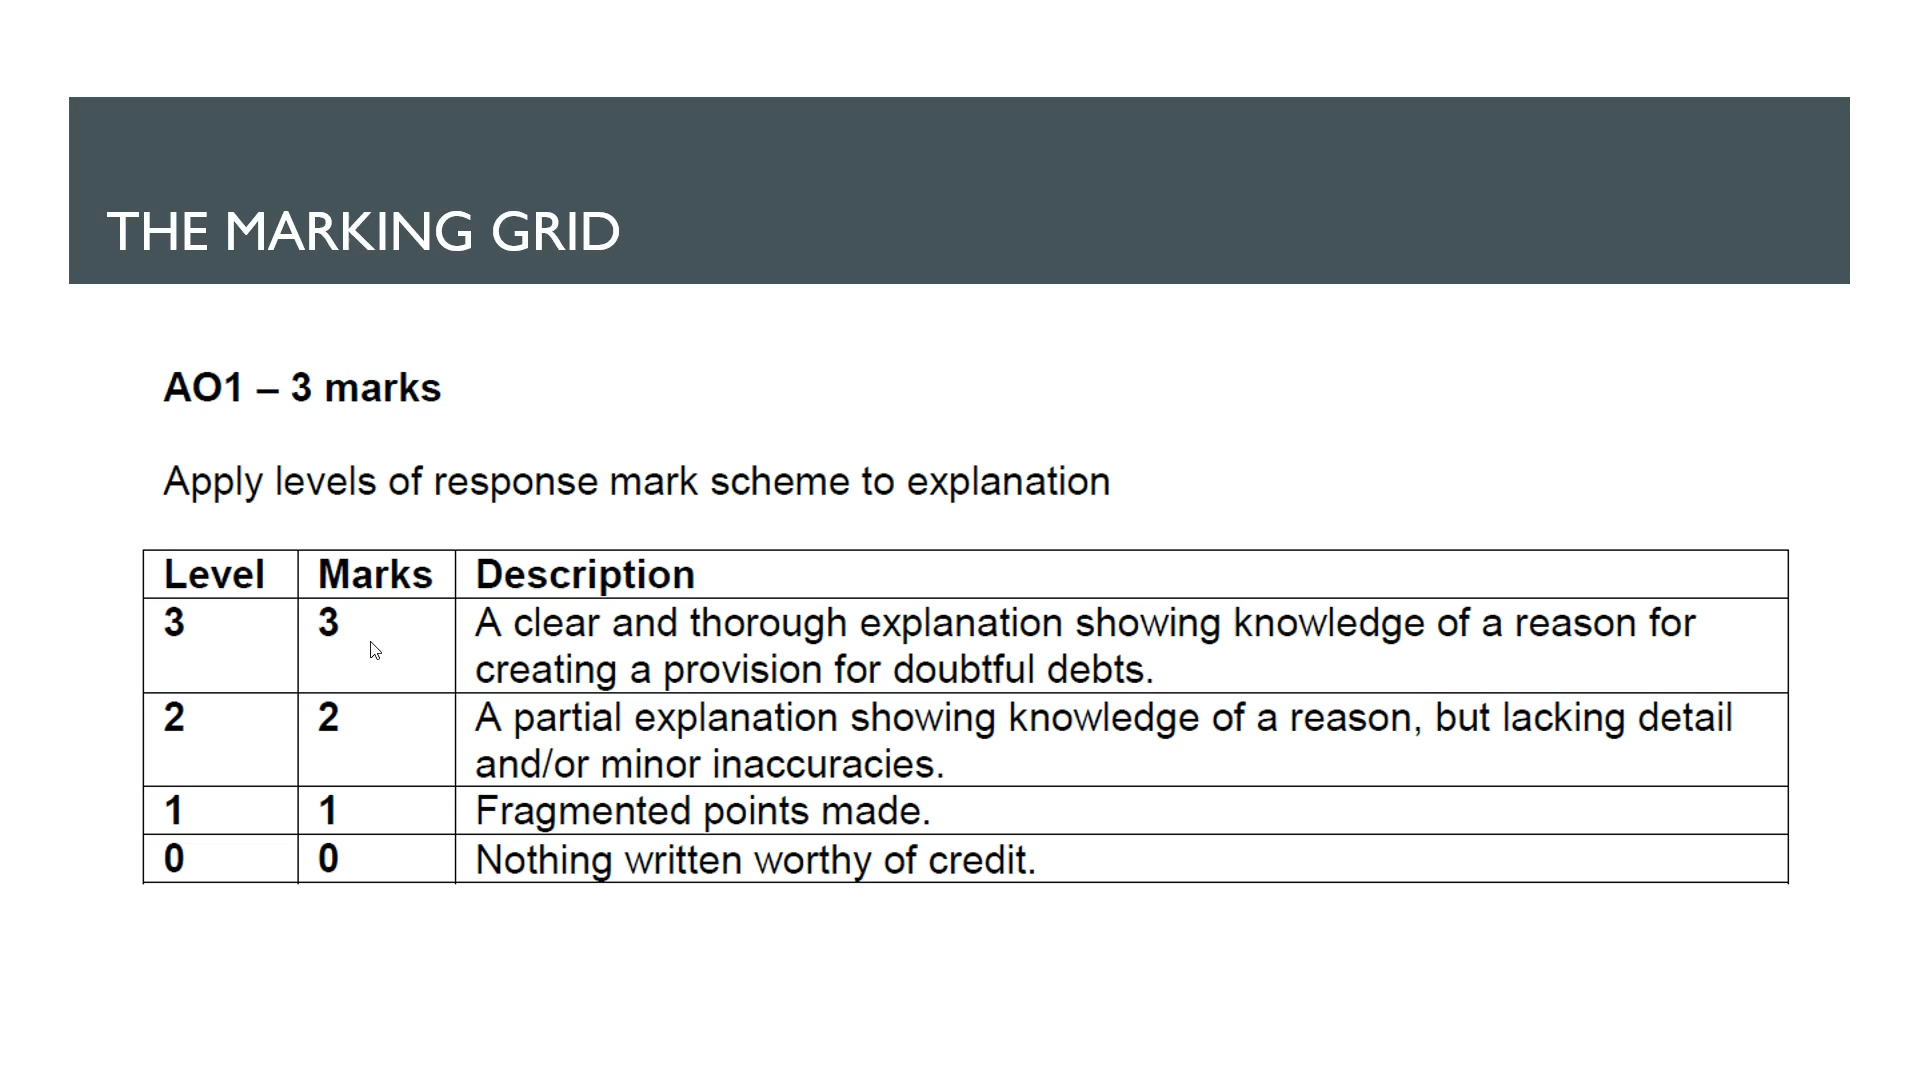 THE MARKING GRID
AO1 – 3 marks
Apply levels of response mark scheme to explanation
Level Marks Description
3 3 A clear and thorough explanation showing knowledge of a reason for
creating a provision for doubtful debts.
2 2 A partial explanation showing knowledge of a reason, but lacking detail
and/or minor inaccuracies.
1 1 Fragmented points made.
0 0 Nothing written worthy of credit.